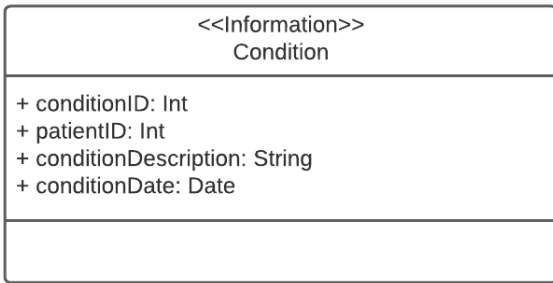 <<Information>>
Condition
+ conditionID: Int
+ patientID: Int
+ conditionDescription: String
+ conditionDate: Date